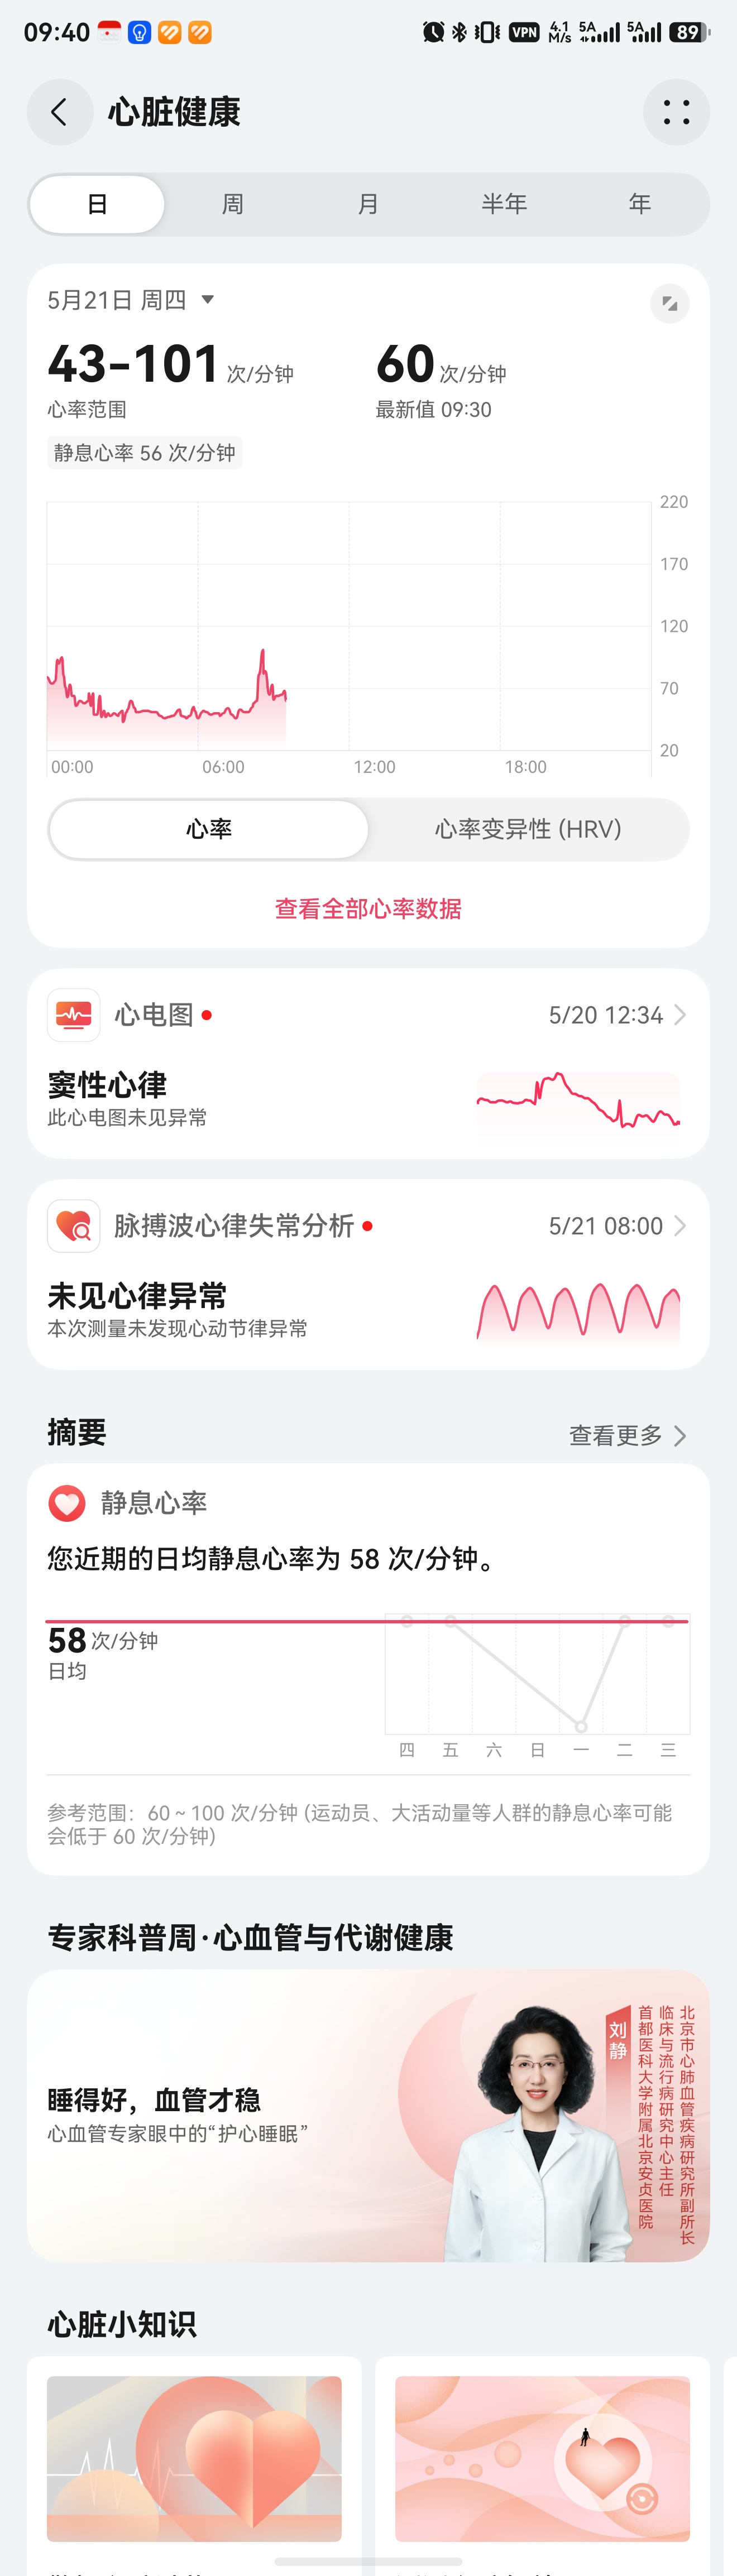 09:40
VPN
4.1 M/s
5A
5A
89
心脏健康
日 周 月 半年 年
5月21日 周四
43-101 次/分钟
心率范围
60 次/分钟
最新值 09:30
静息心率 56 次/分钟
220
170
120
70
20
00:00 06:00 12:00 18:00
心率 心率变异性 (HRV)
查看全部心率数据
心电图 5/20 12:34
窦性心律
此心电图未见异常
脉搏波心律失常分析 5/21 08:00
未见心律异常
本次测量未发现心动节律异常
摘要 查看更多
静息心率
您近期的日均静息心率为 58 次/分钟。
58 次/分钟
日均
四 五 六 日 一 二 三
参考范围：60 ~ 100 次/分钟 (运动员、大活动量等人群的静息心率可能
会低于 60 次/分钟)
专家科普周·心血管与代谢健康
睡得好，血管才稳
心血管专家眼中的“护心睡眠”
北京市心肺血管疾病研究所副所长
临床与流行病研究中心主任
首都医科大学附属北京安贞医院
刘静
心脏小知识